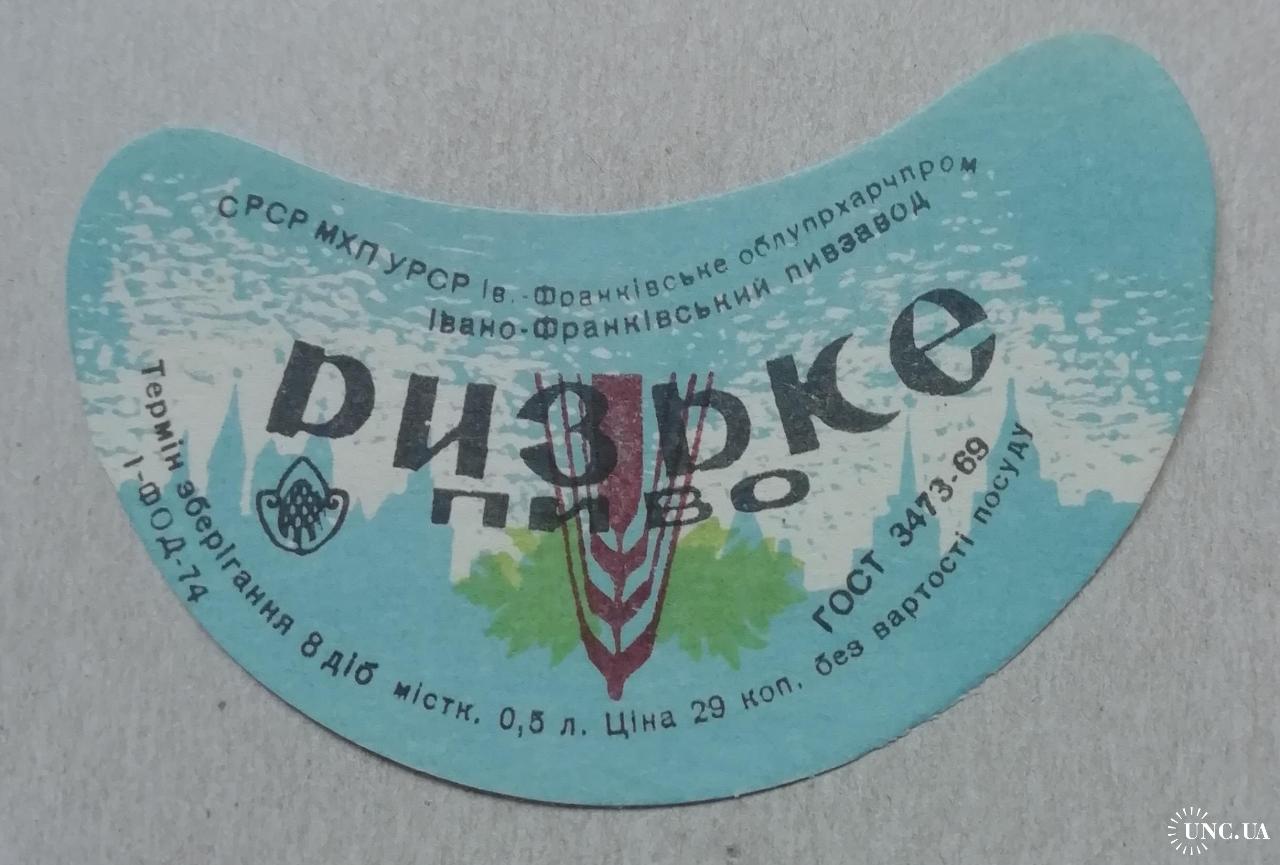 СРСР МХП УРСР Ів.-Франківське облупрхарчпром
Івано-Франківський пивзавод
Ризьке
пиво
Термін зберігання 8 діб містк. 0,5 л. Ціна 29 коп. без вартості посуду
І-ФОД-74
ГОСТ 3473-69
UNC.UA